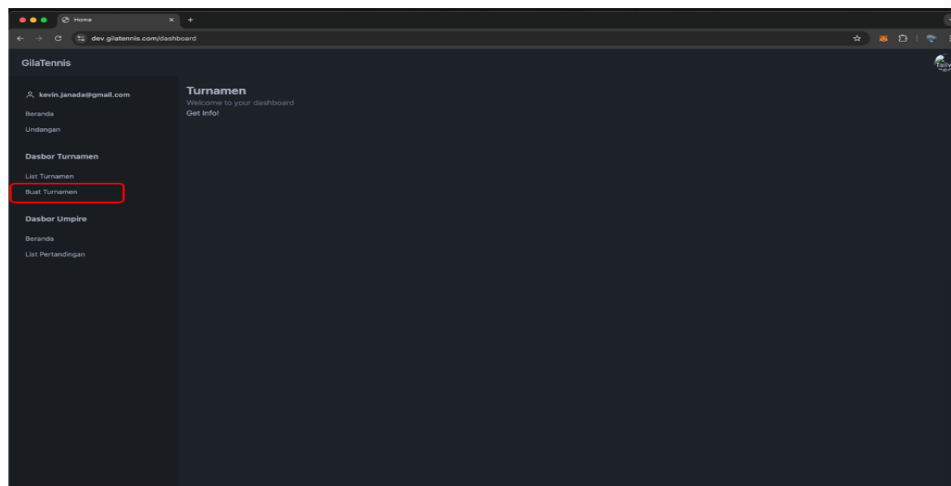 Home
dev.gilatennis.com/dashboard
GilaTennis
kevin.janada@gmail.com
Beranda
Undangan
Dasbor Turnamen
List Turnamen
Buat Turnamen
Dasbor Umpire
Beranda
List Pertandingan
Turnamen
Welcome to your dashboard
Get Info!